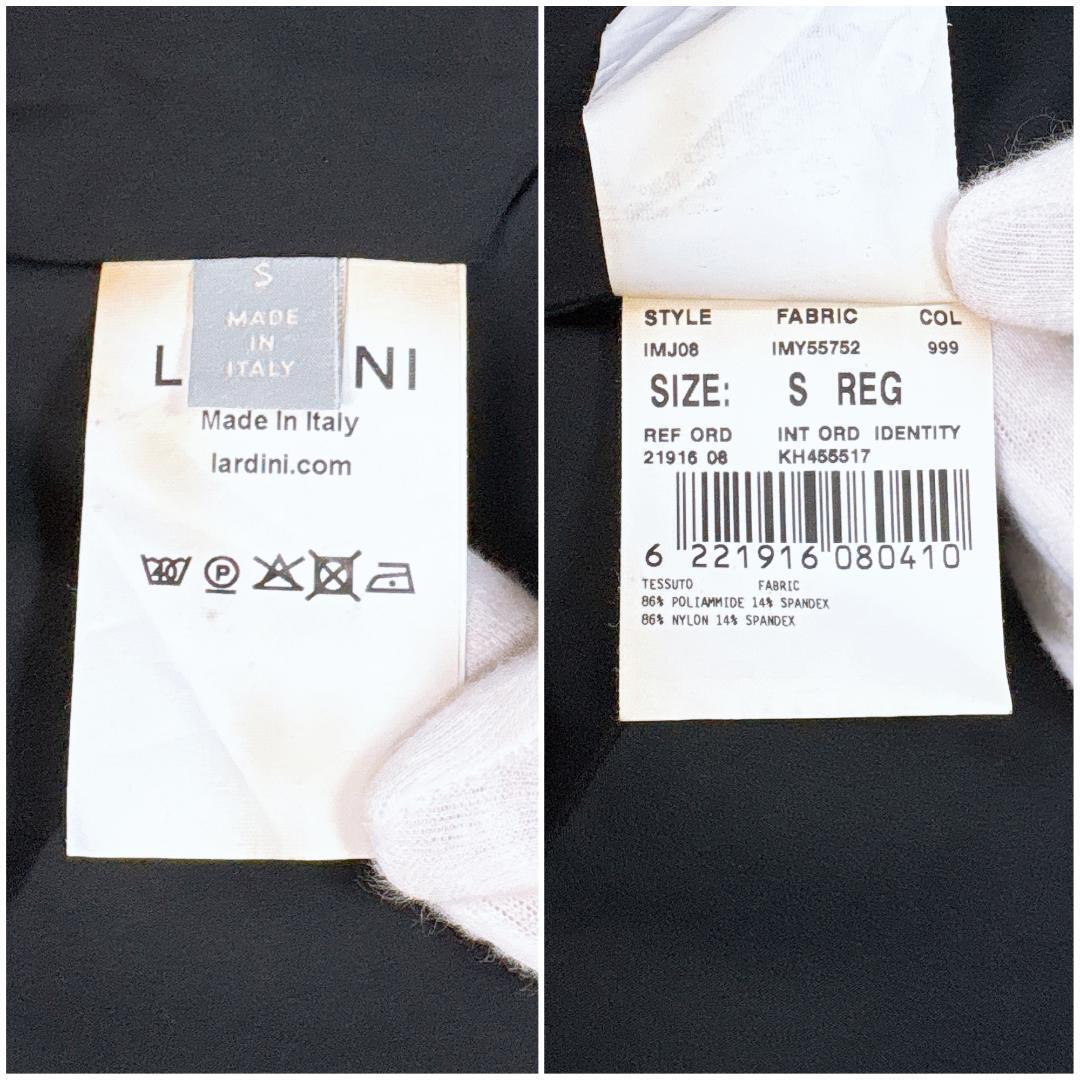 S
MADE
IN
ITALY
L NI
Made In Italy
lardini.com
40 P
STYLE FABRIC COL
IMJ08 IMY55752 999
SIZE: S REG
REF ORD INT ORD IDENTITY
21916 08 KH455517
6 221916 080410
TESSUTO FABRIC
86% POLIAMMIDE 14% SPANDEX
86% NYLON 14% SPANDEX